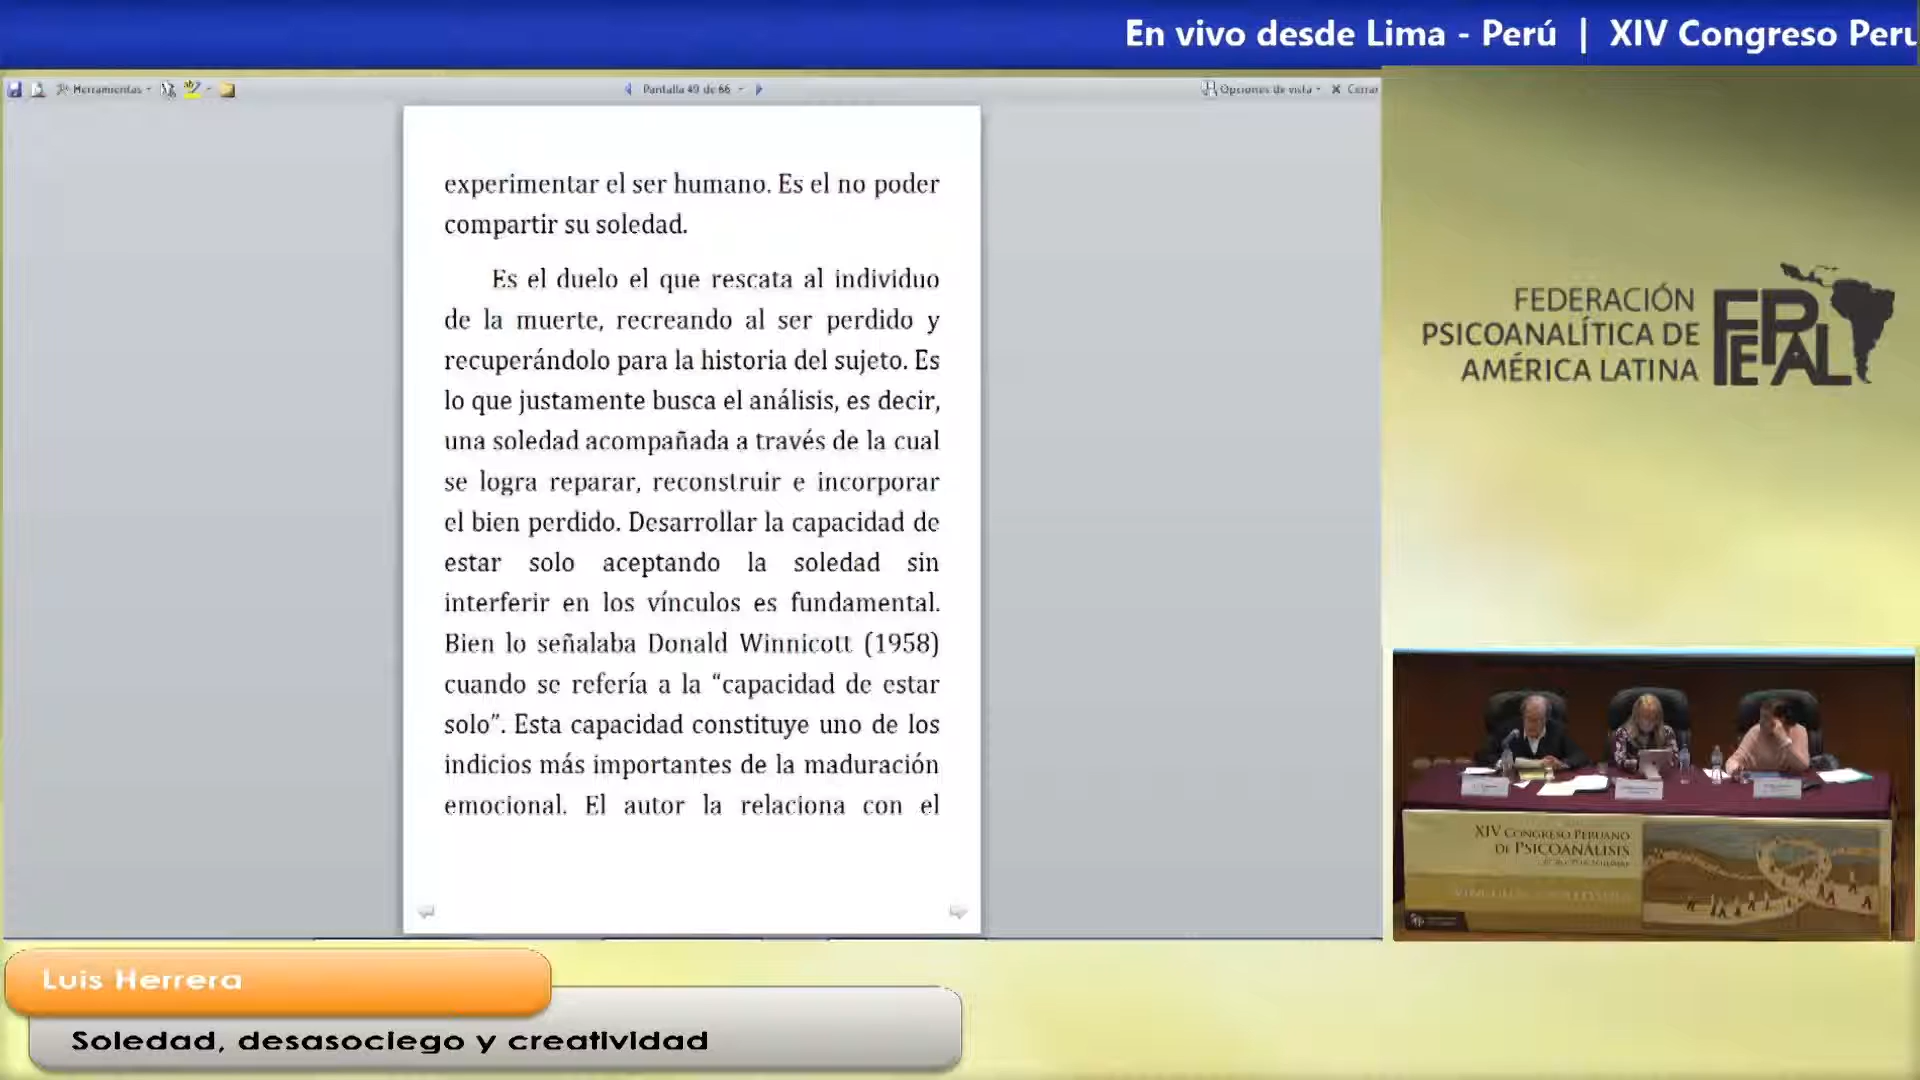 En vivo desde Lima - Perú | XIV Congreso Peru
Herramientas
Pantalla 49 de 66
Opciones de vista
Cerrar
experimentar el ser humano. Es el no poder
compartir su soledad.
Es el duelo el que rescata al individuo
de la muerte, recreando al ser perdido y
recuperándolo para la historia del sujeto. Es
lo que justamente busca el análisis, es decir,
una soledad acompañada a través de la cual
se logra reparar, reconstruir e incorporar
el bien perdido. Desarrollar la capacidad de
estar solo aceptando la soledad sin
interferir en los vínculos es fundamental.
Bien lo señalaba Donald Winnicott (1958)
cuando se refería a la “capacidad de estar
solo”. Esta capacidad constituye uno de los
indicios más importantes de la maduración
emocional. El autor la relaciona con el
FEDERACIÓN
PSICOANALÍTICA DE
AMÉRICA LATINA
FEPAL
XIV CONGRESO PERUANO
DE PSICOANÁLISIS
Luis Herrera
Soledad, desasociego y creatividad